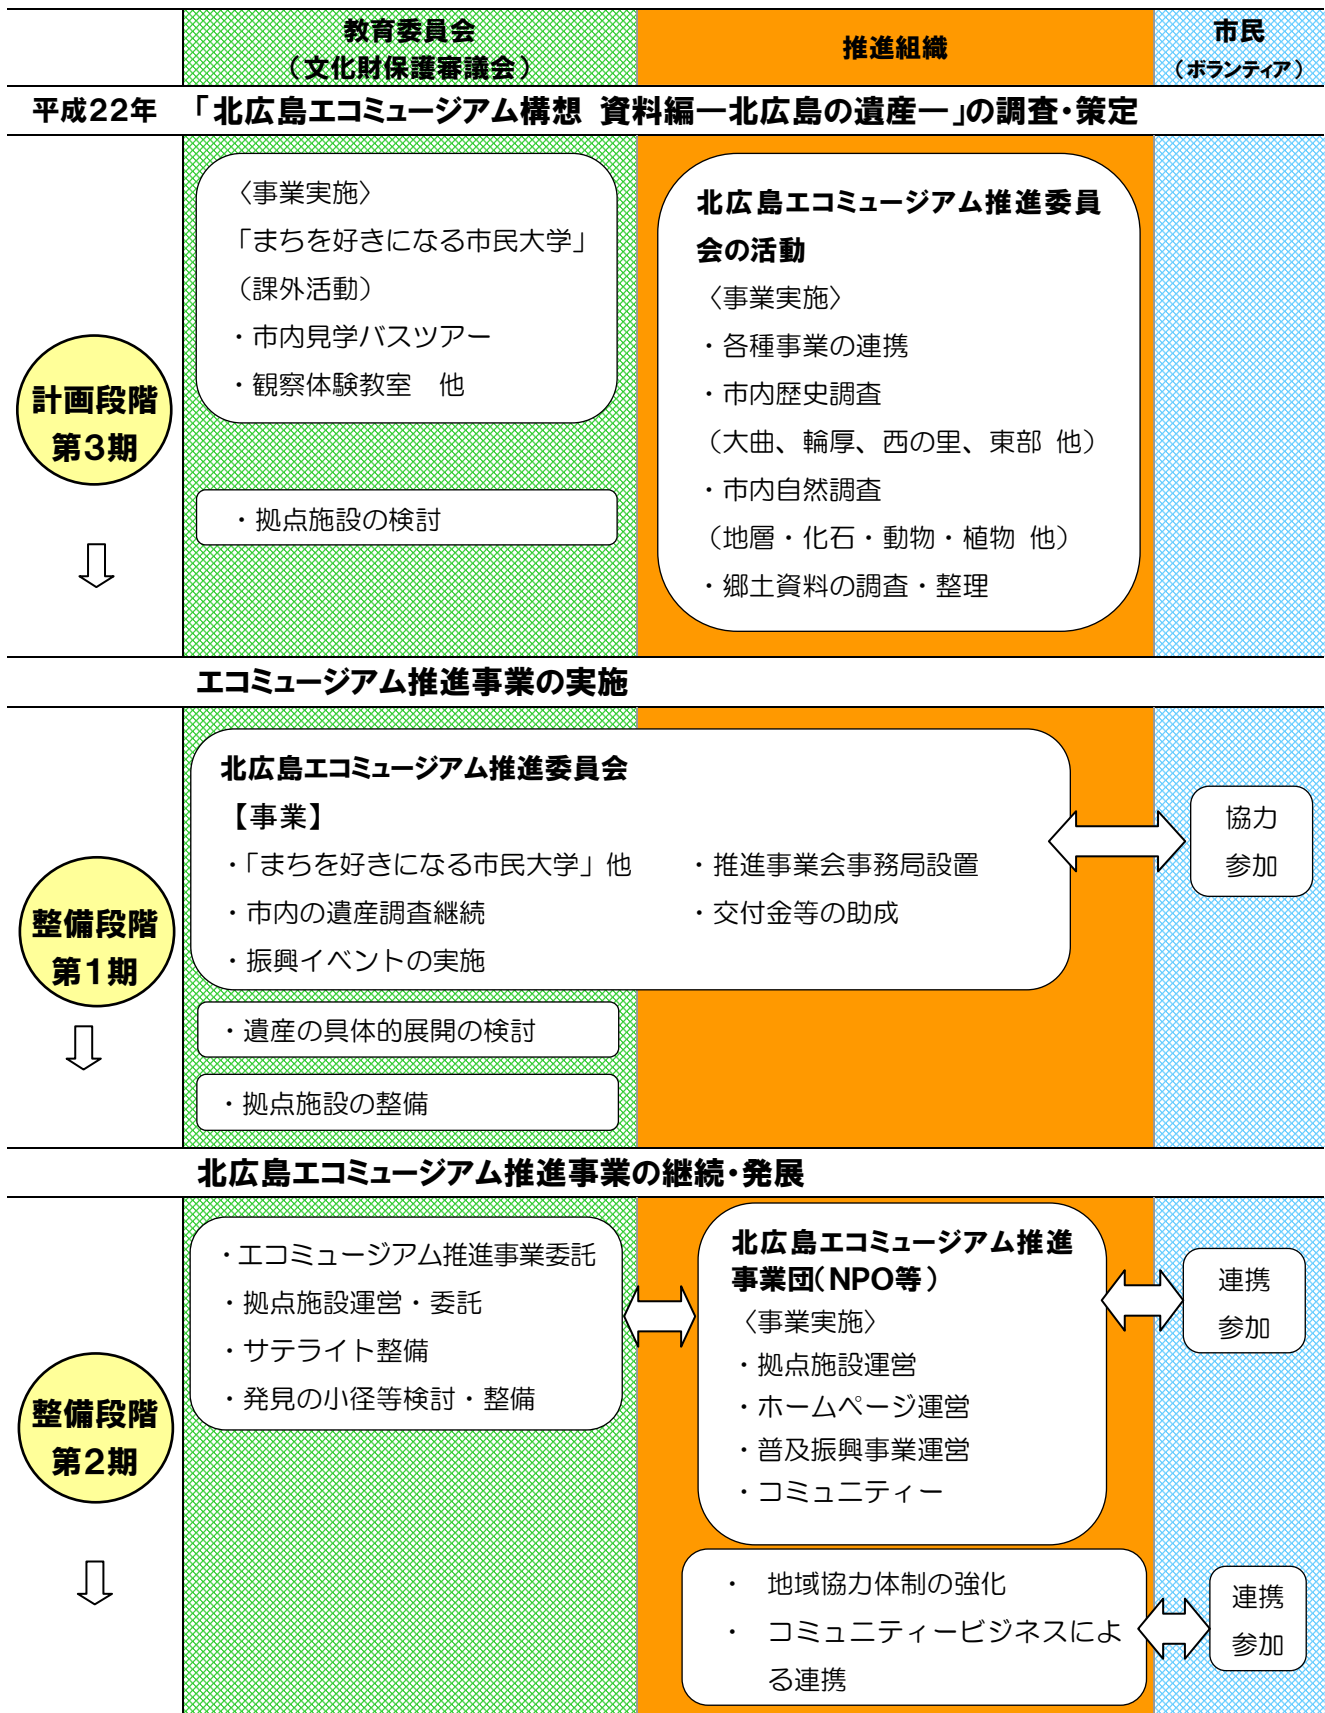 教育委員会
（文化財保護審議会）
推進組織
市民
（ボランティア）
平成22年 「北広島エコミュージアム構想 資料編―北広島の遺産―」の調査・策定
計画段階
第3期
〈事業実施〉
「まちを好きになる市民大学」
（課外活動）
・市内見学バスツアー
・観察体験教室 他
・拠点施設の検討
北広島エコミュージアム推進委員
会の活動
〈事業実施〉
・各種事業の連携
・市内歴史調査
（大曲、輪厚、西の里、東部 他）
・市内自然調査
（地層・化石・動物・植物 他）
・郷土資料の調査・整理
エコミュージアム推進事業の実施
整備段階
第1期
北広島エコミュージアム推進委員会
【事業】
・「まちを好きになる市民大学」他
・市内の遺産調査継続
・振興イベントの実施
・推進事業会事務局設置
・交付金等の助成
協力
参加
・遺産の具体的展開の検討
・拠点施設の整備
北広島エコミュージアム推進事業の継続・発展
整備段階
第2期
・エコミュージアム推進事業委託
・拠点施設運営・委託
・サテライト整備
・発見の小径等検討・整備
北広島エコミュージアム推進
事業団（NPO等）
〈事業実施〉
・拠点施設運営
・ホームページ運営
・普及振興事業運営
・コミュニティー
連携
参加
・ 地域協力体制の強化
・ コミュニティービジネスによ
る連携
連携
参加